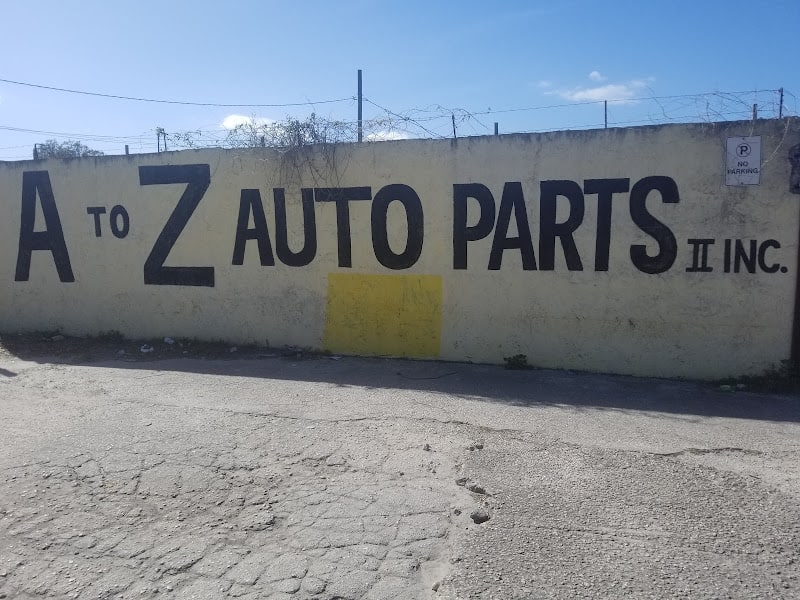 A TO Z AUTO PARTS II INC.
P
NO
PARKING